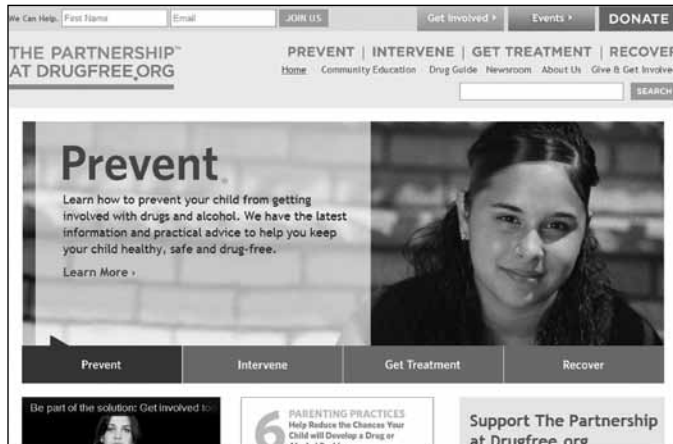 We Can Help. First Name Email JOIN US Get Involved › Events › DONATE
THE PARTNERSHIP™
AT DRUGFREE.ORG
PREVENT | INTERVENE | GET TREATMENT | RECOVER
Home Community Education Drug Guide Newsroom About Us Give & Get Involve
SEARCH
Prevent.
Learn how to prevent your child from getting
involved with drugs and alcohol. We have the latest
information and practical advice to help you keep
your child healthy, safe and drug-free.
Learn More ›
Prevent Intervene Get Treatment Recover
Be part of the solution: Get involved to
6 PARENTING PRACTICES
Help Reduce the Chances Your
Child will Develop a Drug or
Support The Partnership
at Drugfree.org